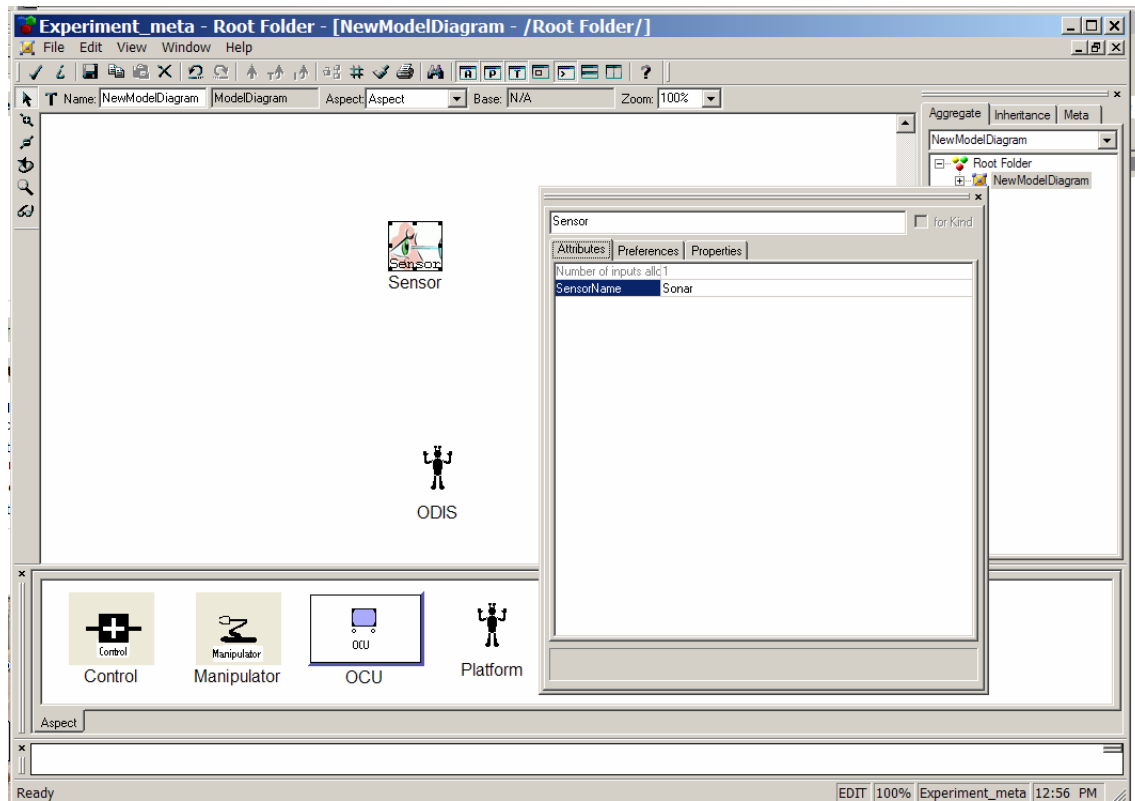 Experiment_meta - Root Folder - [NewModelDiagram - /Root Folder/]
File Edit View Window Help
Name: NewModelDiagram ModelDiagram Aspect: Aspect Base: N/A Zoom: 100%
Aggregate Inheritance Meta
NewModelDiagram
Root Folder
NewModelDiagram
Sensor
Sensor
Sensor for Kind
Attributes Preferences Properties
Number of inputs allc 1
SensorName Sonar
ODIS
Control
Manipulator
OCU
Control Manipulator OCU Platform
Aspect
Ready EDIT 100% Experiment_meta 12:56 PM